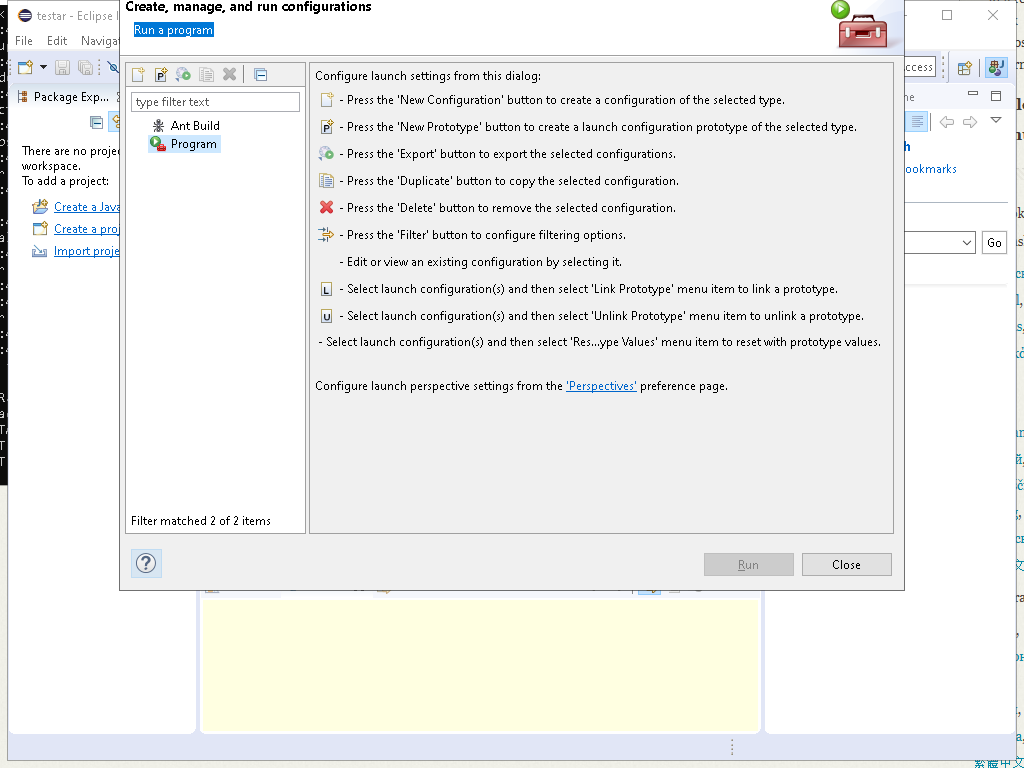 Create, manage, and run configurations
testar - Eclipse
Run a program
File Edit Naviga
ccess
Package Exp...
Configure launch settings from this dialog:
type filter text
- Press the 'New Configuration' button to create a configuration of the selected type.
Ant Build
- Press the 'New Prototype' button to create a launch configuration prototype of the selected type.
Program
There are no proje
workspace.
To add a project:
- Press the 'Export' button to export the selected configurations.
ookmarks
- Press the 'Duplicate' button to copy the selected configuration.
Create a Java
- Press the 'Delete' button to remove the selected configuration.
Create a proj
- Press the 'Filter' button to configure filtering options.
Go
Import proje
- Edit or view an existing configuration by selecting it.
L - Select launch configuration(s) and then select 'Link Prototype' menu item to link a prototype.
U - Select launch configuration(s) and then select 'Unlink Prototype' menu item to unlink a prototype.
- Select launch configuration(s) and then select 'Res...ype Values' menu item to reset with prototype values.
Configure launch perspective settings from the 'Perspectives' preference page.
Filter matched 2 of 2 items
Run
Close
繁體中文